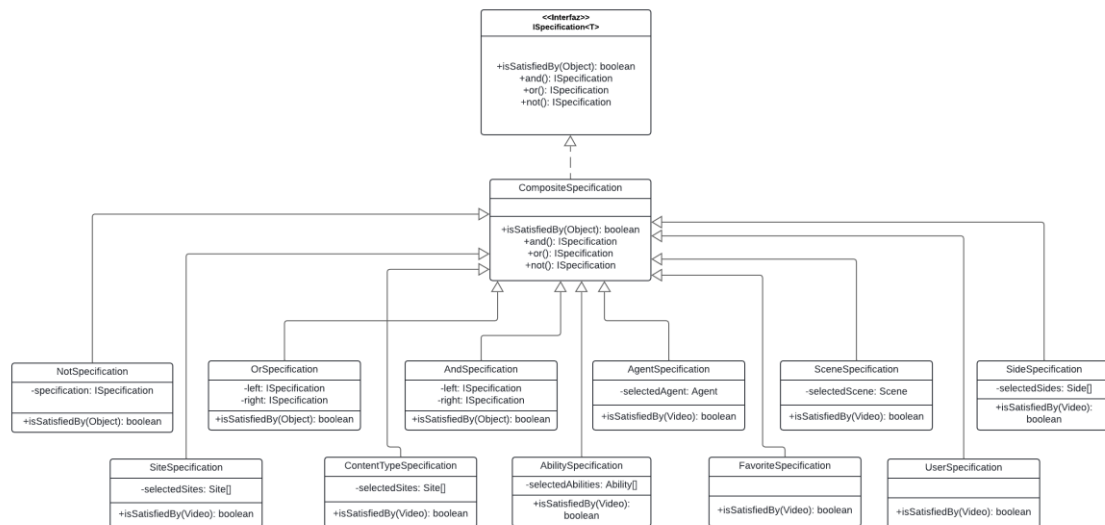 <<Interfaz>>
ISpecification<T>
+isSatisfiedBy(Object): boolean
+and(): ISpecification
+or(): ISpecification
+not(): ISpecification
CompositeSpecification
+isSatisfiedBy(Object): boolean
+and(): ISpecification
+or(): ISpecification
+not(): ISpecification
NotSpecification
-specification: ISpecification
+isSatisfiedBy(Object): boolean
OrSpecification
-left: ISpecification
-right: ISpecification
+isSatisfiedBy(Object): boolean
AndSpecification
-left: ISpecification
-right: ISpecification
+isSatisfiedBy(Object): boolean
AgentSpecification
-selectedAgent: Agent
+isSatisfiedBy(Video): boolean
SceneSpecification
-selectedScene: Scene
+isSatisfiedBy(Video): boolean
SideSpecification
-selectedSides: Side[]
+isSatisfiedBy(Video):
boolean
SiteSpecification
-selectedSites: Site[]
+isSatisfiedBy(Video): boolean
ContentTypeSpecification
-selectedSites: Site[]
+isSatisfiedBy(Video): boolean
AbilitySpecification
-selectedAbilities: Ability[]
+isSatisfiedBy(Video):
boolean
FavoriteSpecification
+isSatisfiedBy(Video): boolean
UserSpecification
+isSatisfiedBy(Video): boolean